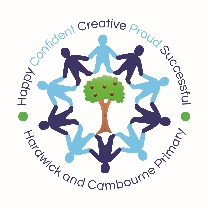 Happy Confident Creative Proud Successful
Hardwick and Cambourne Primary